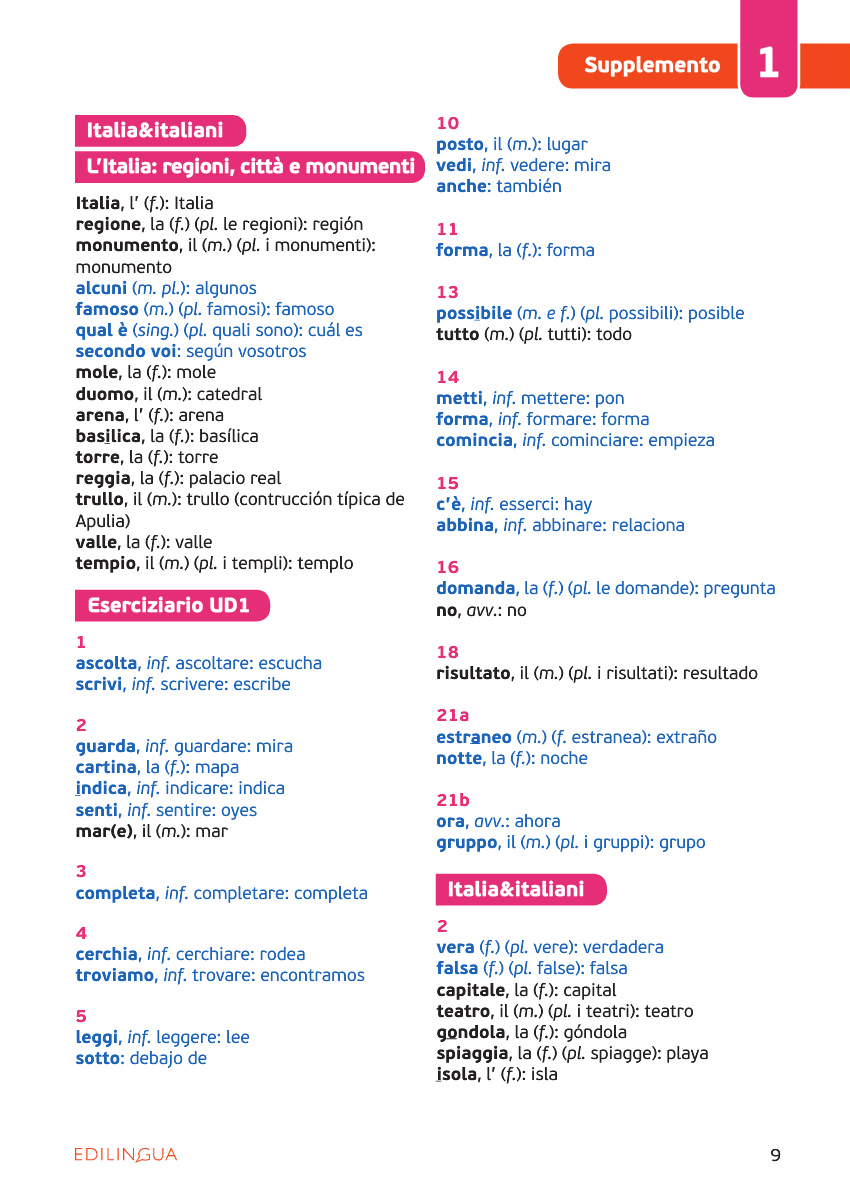 Supplemento 1
Italia&italiani
L'Italia: regioni, città e monumenti
Italia, l' (f.): Italia
regione, la (f.) (pl. le regioni): región
monumento, il (m.) (pl. i monumenti):
monumento
alcuni (m. pl.): algunos
famoso (m.) (pl. famosi): famoso
qual è (sing.) (pl. quali sono): cuál es
secondo voi: según vosotros
mole, la (f.): mole
duomo, il (m.): catedral
arena, l' (f.): arena
basilica, la (f.): basílica
torre, la (f.): torre
reggia, la (f.): palacio real
trullo, il (m.): trullo (contrucción típica de
Apulia)
valle, la (f.): valle
tempio, il (m.) (pl. i templi): templo
Eserciziario UD1
1
ascolta, inf. ascoltare: escucha
scrivi, inf. scrivere: escribe
2
guarda, inf. guardare: mira
cartina, la (f.): mapa
indica, inf. indicare: indica
senti, inf. sentire: oyes
mar(e), il (m.): mar
3
completa, inf. completare: completa
4
cerchia, inf. cerchiare: rodea
troviamo, inf. trovare: encontramos
5
leggi, inf. leggere: lee
sotto: debajo de
10
posto, il (m.): lugar
vedi, inf. vedere: mira
anche: también
11
forma, la (f.): forma
13
possibile (m. e f.) (pl. possibili): posible
tutto (m.) (pl. tutti): todo
14
metti, inf. mettere: pon
forma, inf. formare: forma
comincia, inf. cominciare: empieza
15
c'è, inf. esserci: hay
abbina, inf. abbinare: relaciona
16
domanda, la (f.) (pl. le domande): pregunta
no, avv.: no
18
risultato, il (m.) (pl. i risultati): resultado
21a
estraneo (m.) (f. estranea): extraño
notte, la (f.): noche
21b
ora, avv.: ahora
gruppo, il (m.) (pl. i gruppi): grupo
Italia&italiani
2
vera (f.) (pl. vere): verdadera
falsa (f.) (pl. false): falsa
capitale, la (f.): capital
teatro, il (m.) (pl. i teatri): teatro
gondola, la (f.): góndola
spiaggia, la (f.) (pl. spiagge): playa
isola, l' (f.): isla
EDILINGUA
9